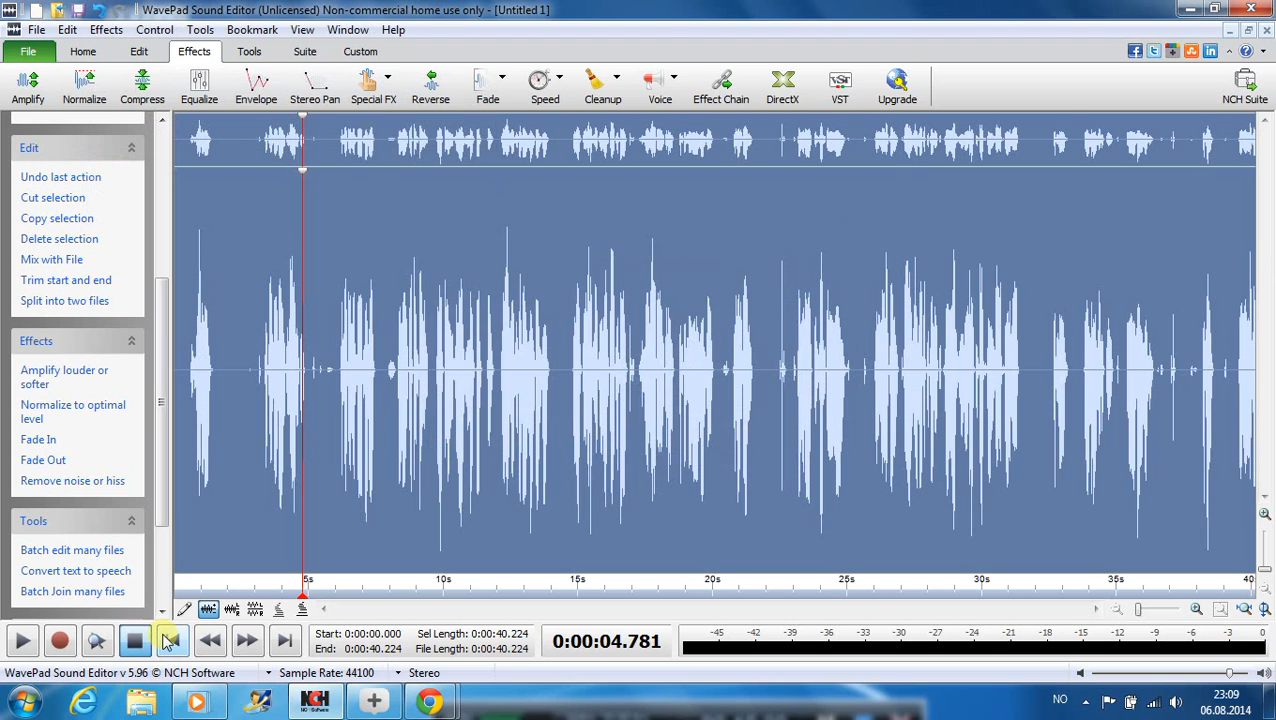 WavePad Sound Editor (Unlicensed) Non-commercial home use only - [Untitled 1]
File Edit Effects Control Tools Bookmark View Window Help
File Home Edit Effects Tools Suite Custom
Amplify Normalize Compress Equalize Envelope Stereo Pan Special FX Reverse Fade Speed Cleanup Voice Effect Chain DirectX VST Upgrade NCH Suite
Edit
Undo last action
Cut selection
Copy selection
Delete selection
Mix with File
Trim start and end
Split into two files
Effects
Amplify louder or
softer
Normalize to optimal
level
Fade In
Fade Out
Remove noise or hiss
Tools
Batch edit many files
Convert text to speech
Batch Join many files
5s 10s 15s 20s 25s 30s 35s 40
Start: 0:00:00.000 Sel Length: 0:00:40.224
End: 0:00:40.224 File Length: 0:00:40.224
0:00:04.781
-45 -42 -39 -36 -33 -30 -27 -24 -21 -18 -15 -12 -9 -6 -3 0
WavePad Sound Editor v 5.96 © NCH Software Sample Rate: 44100 Stereo
NCH
NO
23:09
06.08.2014